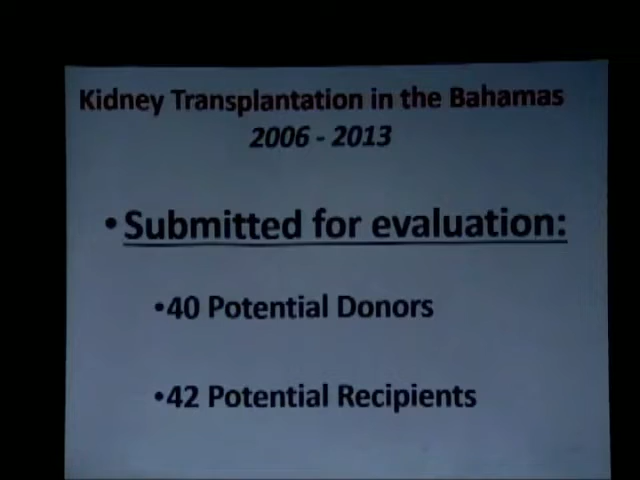 Kidney Transplantation in the Bahamas
2006 - 2013
• Submitted for evaluation:
•40 Potential Donors
•42 Potential Recipients